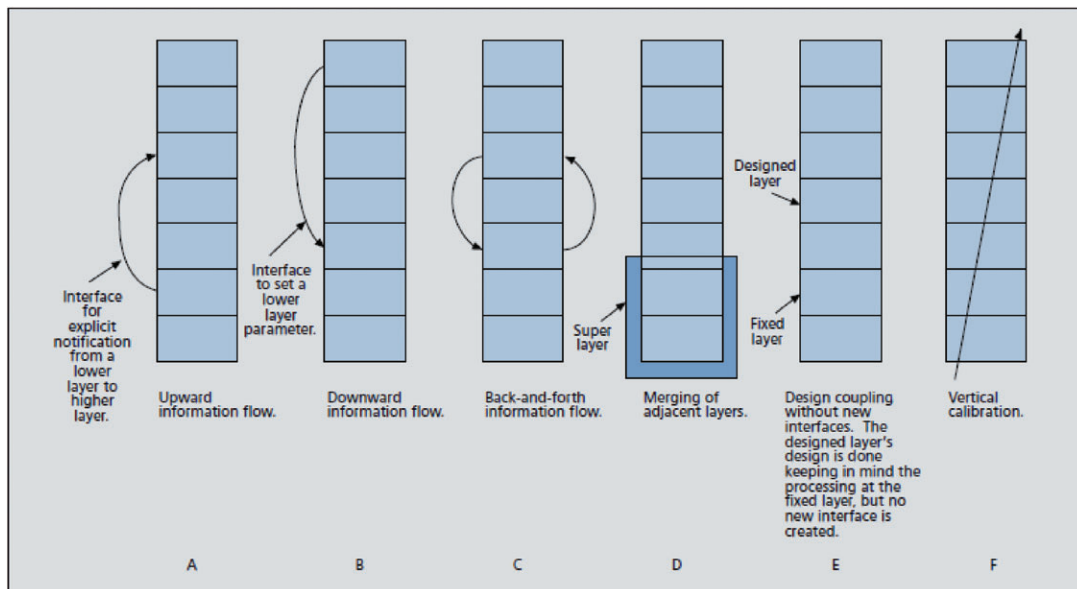 Interface
for
explicit
notification
from a
lower
layer to
higher
layer.
Upward
information flow.
Interface
to set a
lower
layer
parameter.
Downward
information flow.
Back-and-forth
information flow.
Super
layer
Merging of
adjacent layers.
Designed
layer
Fixed
layer
Design coupling
without new
interfaces. The
designed layer's
design is done
keeping in mind the
processing at the
fixed layer, but no
new interface is
created.
Vertical
calibration.
A
B
C
D
E
F